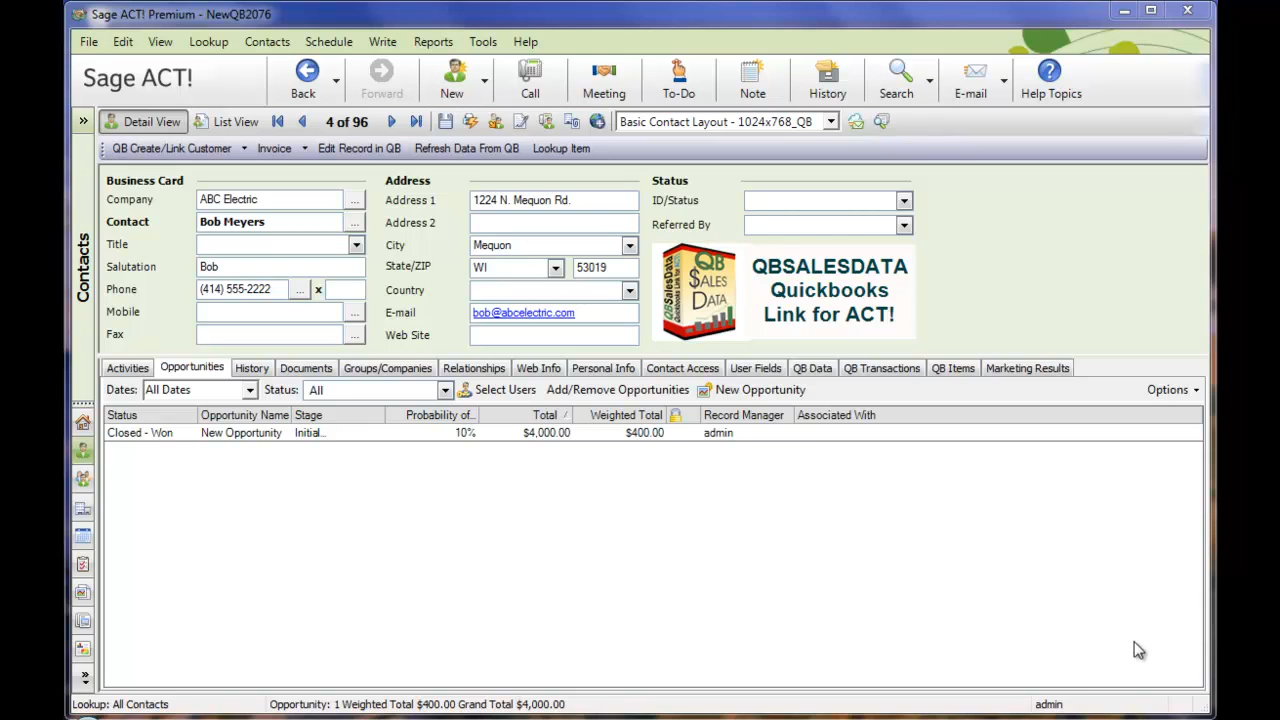 Sage ACT! Premium - NewQB2076
File Edit View Lookup Contacts Schedule Write Reports Tools Help
Sage ACT!
Back Forward New Call Meeting To-Do Note History Search E-mail Help Topics
» Detail View List View 4 of 96 Basic Contact Layout - 1024x768_QB
QB Create/Link Customer Invoice Edit Record in QB Refresh Data From QB Lookup Item
Contacts
Business Card Address Status
Company ABC Electric ... Address 1 1224 N. Mequon Rd. ID/Status
Contact Bob Meyers ... Address 2 Referred By
Title City Mequon
Salutation Bob State/ZIP WI 53019
Phone (414) 555-2222 ... x Country
Mobile ... E-mail bob@abcelectric.com
Fax ... Web Site
QB
SALES
DATA
QBSalesData
Quickbooks Link for ACT!
QBSALESDATA
Quickbooks
Link for ACT!
Activities Opportunities History Documents Groups/Companies Relationships Web Info Personal Info Contact Access User Fields QB Data QB Transactions QB Items Marketing Results
Dates: All Dates Status: All Select Users Add/Remove Opportunities New Opportunity Options
Status Opportunity Name Stage Probability of... Total Weighted Total Record Manager Associated With
Closed - Won New Opportunity Initial... 10% $4,000.00 $400.00 admin
Lookup: All Contacts Opportunity: 1 Weighted Total $400.00 Grand Total $4,000.00 admin